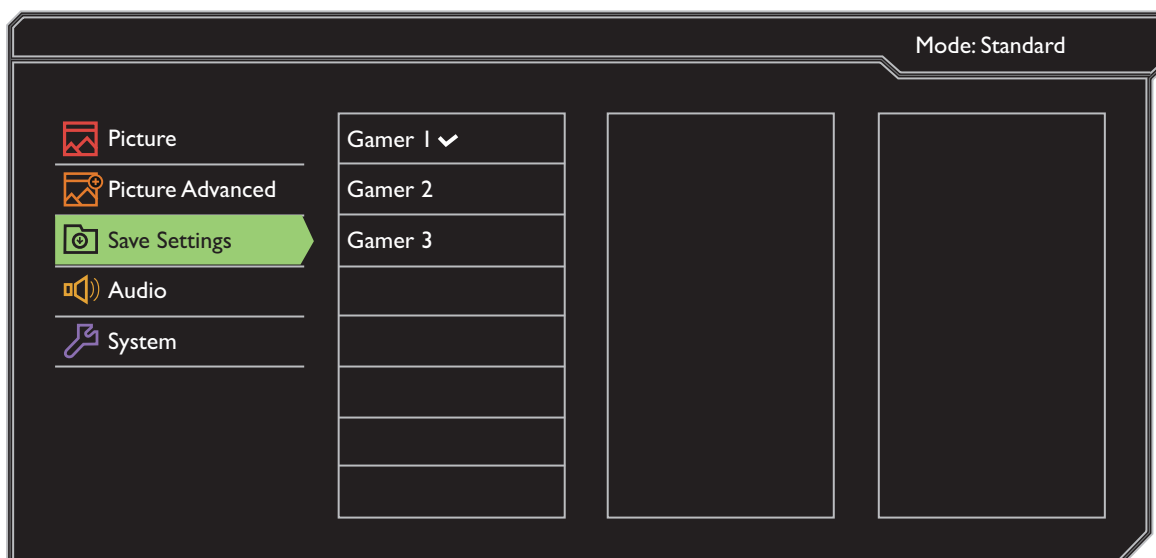 Mode: Standard
Picture
Picture Advanced
Save Settings
Audio
System
Gamer 1
Gamer 2
Gamer 3